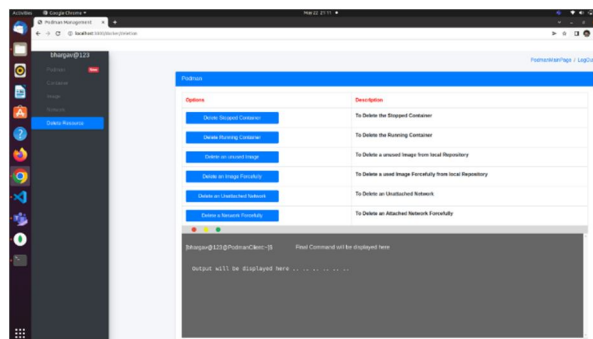 Activities Google Chrome Mar 22 21:11
Podman Management
localhost
bhargav@123
PodmanMainPage / LogOut
Podman New
Container
Image
Network
Delete Resource
Podman
Options Description
Delete Stopped Container To Delete the Stopped Container
Delete Running Container To Delete the Running Container
Delete an unused Image To Delete a unused Image from local Repository
Delete an Image Forcefully To Delete a used Image Forcefully from local Repository
Delete an Unattached Network To Delete an Unattached Network
Delete a Network Forcefully To Delete an Attached Network Forcefully
[bhargav@123@PodmanClient:~]$ Final Command will be displayed here
Output will be displayed here .. .. .. .. .. ..